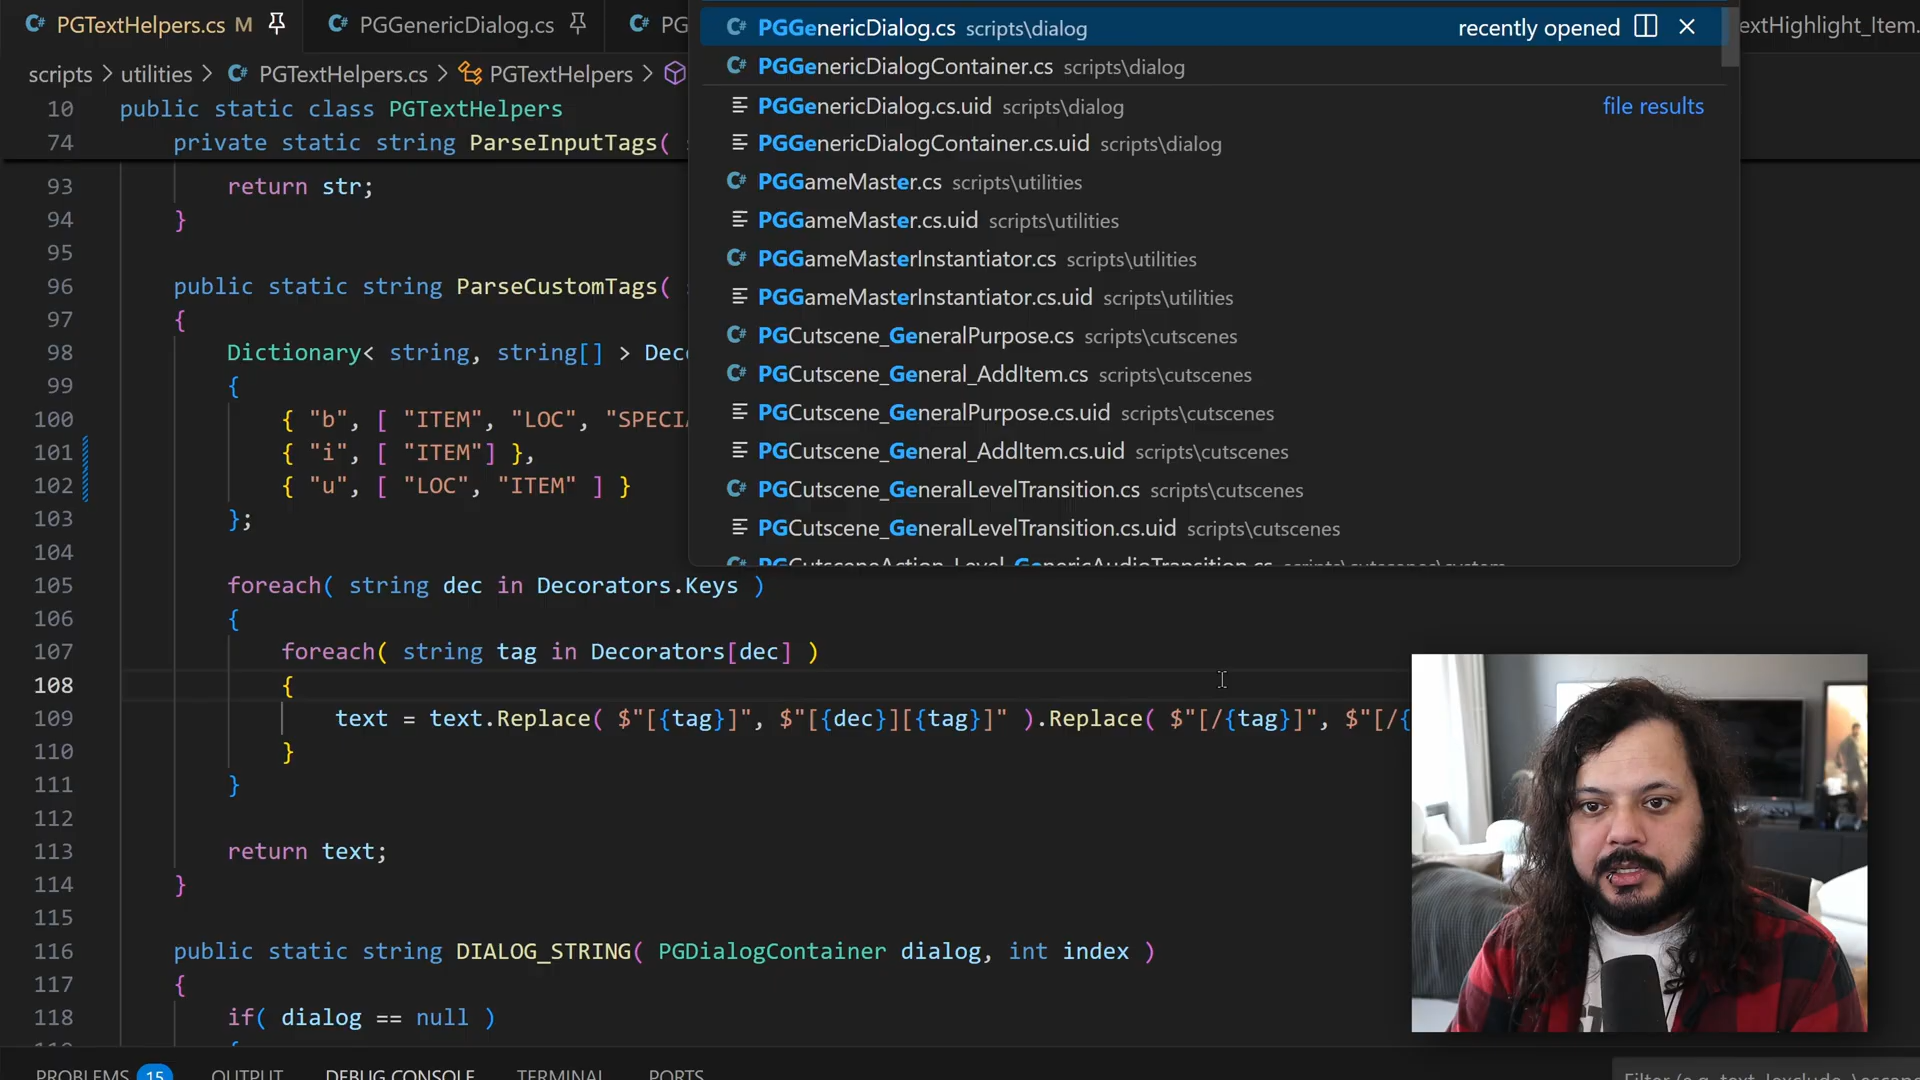 PGTextHelpers.cs M
PGGenericDialog.cs
PG
extHighlight_Item.
scripts > utilities > PGTextHelpers.cs > PGTextHelpers >
PGGenericDialog.cs scripts\dialog
recently opened
PGGenericDialogContainer.cs scripts\dialog
PGGenericDialog.cs.uid scripts\dialog
file results
PGGenericDialogContainer.cs.uid scripts\dialog
PGGameMaster.cs scripts\utilities
PGGameMaster.cs.uid scripts\utilities
PGGameMasterInstantiator.cs scripts\utilities
PGGameMasterInstantiator.cs.uid scripts\utilities
PGCutscene_GeneralPurpose.cs scripts\cutscenes
PGCutscene_General_AddItem.cs scripts\cutscenes
PGCutscene_GeneralPurpose.cs.uid scripts\cutscenes
PGCutscene_General_AddItem.cs.uid scripts\cutscenes
PGCutscene_GeneralLevelTransition.cs scripts\cutscenes
PGCutscene_GeneralLevelTransition.cs.uid scripts\cutscenes
PGCutsceneAction_Level_GenericAudioTransition.cs scripts\cutscenes\custom
10 public static class PGTextHelpers
74 private static string ParseInputTags(
93 return str;
94 }
95
96 public static string ParseCustomTags(
97 {
98 Dictionary< string, string[] > Dec
99 {
100 { "b", [ "ITEM", "LOC", "SPECIA
101 { "i", [ "ITEM"] },
102 { "u", [ "LOC", "ITEM" ] }
103 };
104
105 foreach( string dec in Decorators.Keys )
106 {
107 foreach( string tag in Decorators[dec] )
108 {
109 text = text.Replace( $"[{tag}]", $"[{dec}][{tag}]" ).Replace( $"[/{tag}]", $"[/{
110 }
111 }
112
113 return text;
114 }
115
116 public static string DIALOG_STRING( PGDialogContainer dialog, int index )
117 {
118 if( dialog == null )
PROBLEMS 15 OUTPUT DEBUG CONSOLE TERMINAL PORTS